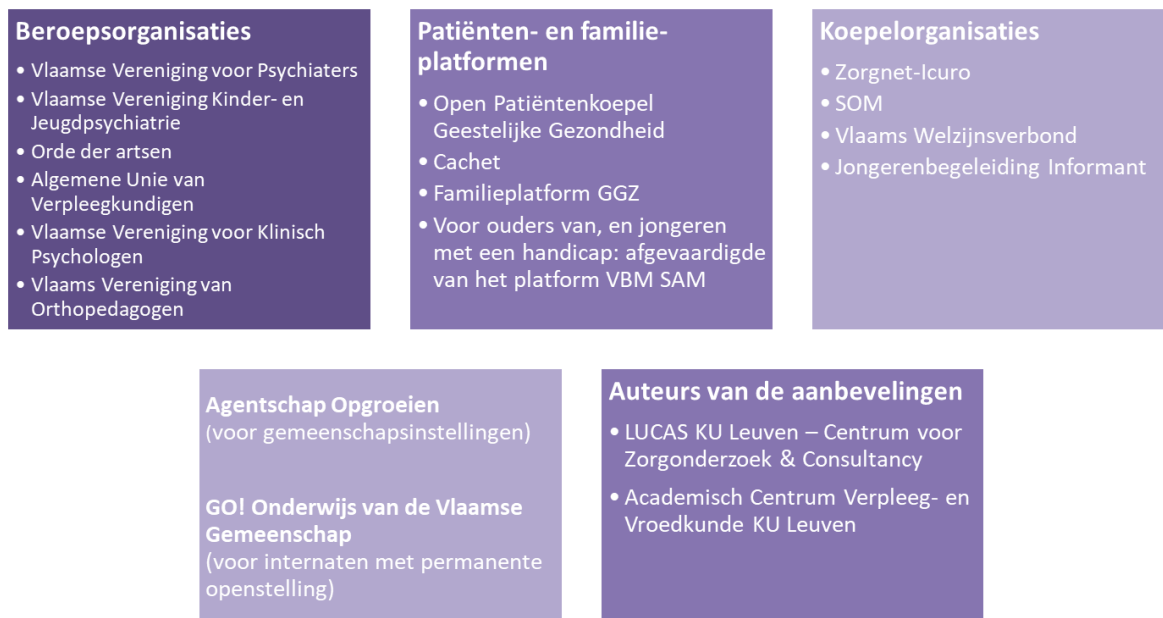 Beroepsorganisaties
• Vlaamse Vereniging voor Psychiaters
• Vlaamse Vereniging Kinder- en
Jeugdpsychiatrie
• Orde der artsen
• Algemene Unie van
Verpleegkundigen
• Vlaamse Vereniging voor Klinisch
Psychologen
• Vlaams Vereniging van
Orthopedagogen
Patiënten- en familie-
platformen
• Open Patiëntenkoepel
Geestelijke Gezondheid
• Cachet
• Familieplatform GGZ
• Voor ouders van, en jongeren
met een handicap: afgevaardigde
van het platform VBM SAM
Koepelorganisaties
• Zorgnet-Icuro
• SOM
• Vlaams Welzijnsverbond
• Jongerenbegeleiding Informant
Agentschap Opgroeien
(voor gemeenschapsinstellingen)
GO! Onderwijs van de Vlaamse
Gemeenschap
(voor internaten met permanente
openstelling)
Auteurs van de aanbevelingen
• LUCAS KU Leuven – Centrum voor
Zorgonderzoek & Consultancy
• Academisch Centrum Verpleeg- en
Vroedkunde KU Leuven